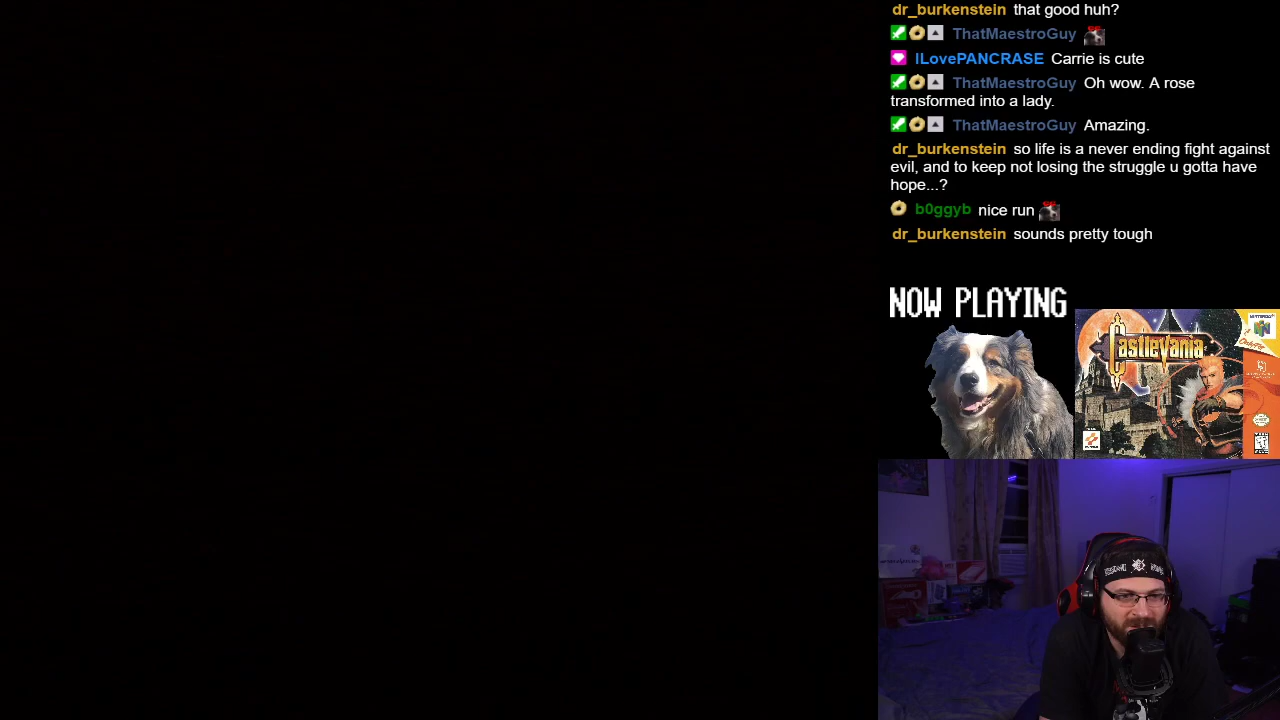 dr_burkenstein that good huh?
ThatMaestroGuy
ILovePANCRASE Carrie is cute
ThatMaestroGuy Oh wow. A rose
transformed into a lady.
ThatMaestroGuy Amazing.
dr_burkenstein so life is a never ending fight against
evil, and to keep not losing the struggle u gotta have
hope...?
b0ggyb nice run
dr_burkenstein sounds pretty tough
NOW PLAYING
Castlevania